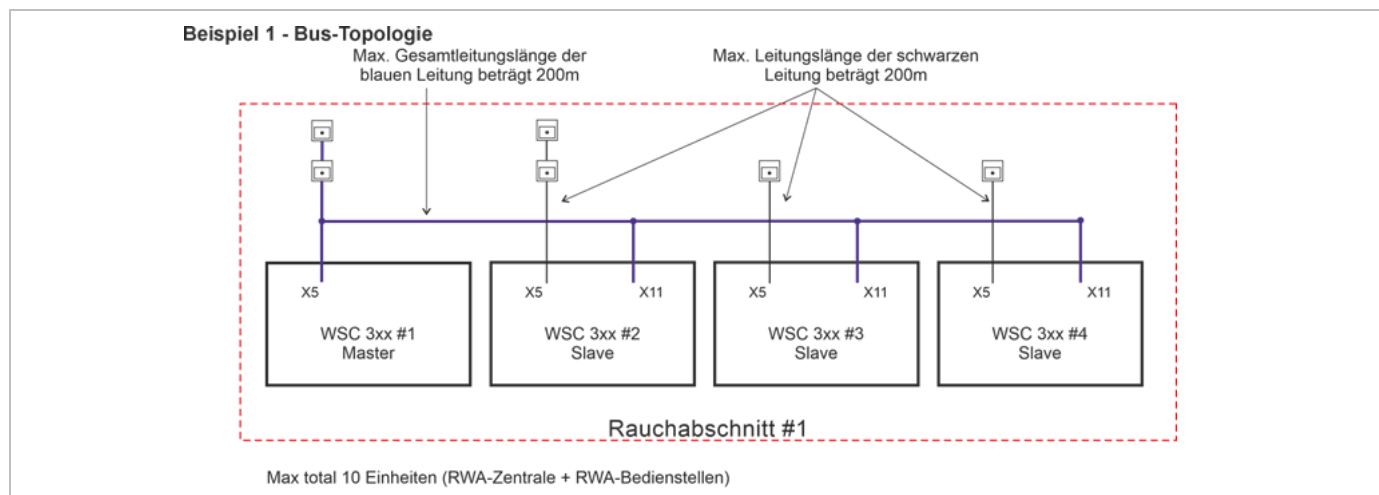 Beispiel 1 - Bus-Topologie
Max. Gesamtleitungslänge der
blauen Leitung beträgt 200m
Max. Leitungslänge der schwarzen
Leitung beträgt 200m
X5
WSC 3xx #1
Master
X5
X11
WSC 3xx #2
Slave
X5
X11
WSC 3xx #3
Slave
X5
X11
WSC 3xx #4
Slave
Rauchabschnitt #1
Max total 10 Einheiten (RWA-Zentrale + RWA-Bedienstellen)